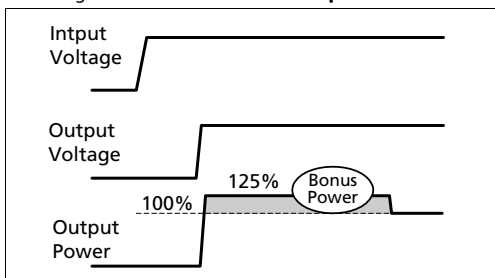 Intput
Voltage
Output
Voltage
125%
Bonus
Power
100%
Output
Power